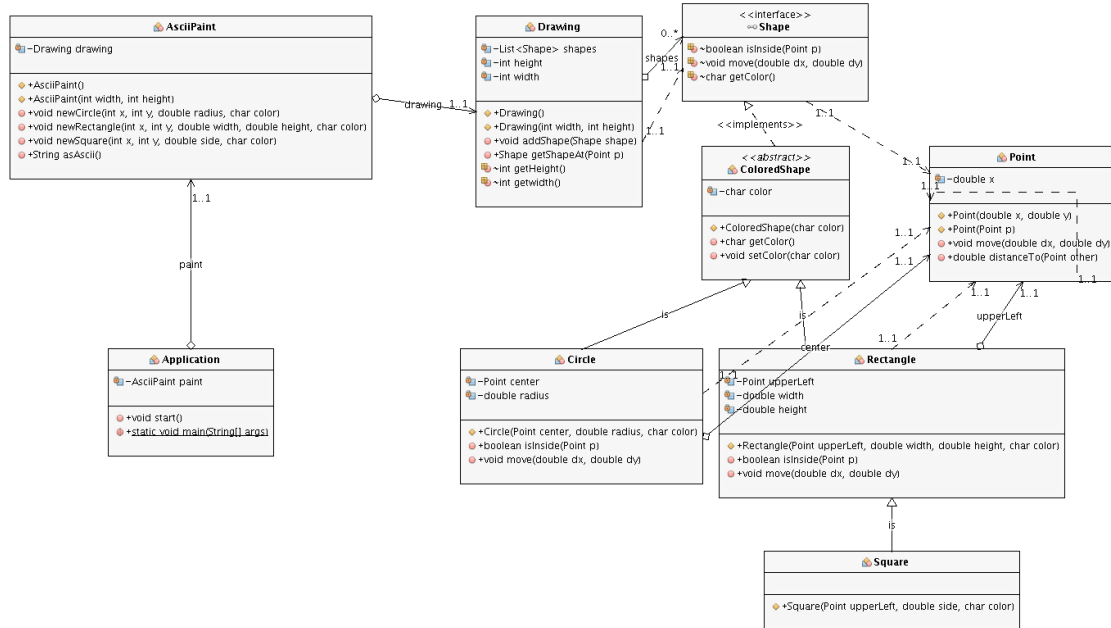 AsciiPaint
-Drawing drawing
+AsciiPaint()
+AsciiPaint(int width, int height)
+void newCircle(int x, int y, double radius, char color)
+void newRectangle(int x, int y, double width, double height, char color)
+void newSquare(int x, int y, double side, char color)
+String asAscii()
drawing 1..1
Drawing
-List<Shape> shapes
-int height
-int width
+Drawing()
+Drawing(int width, int height)
+void addShape(Shape shape)
+Shape getShapeAt(Point p)
~int getHeight()
~int getwidth()
0..*
shapes
1..1
1..1
<<interface>>
Shape
~boolean isInside(Point p)
~void move(double dx, double dy)
~char getColor()
1..1
<<implements>>
<<abstract>>
ColoredShape
-char color
+ColoredShape(char color)
+char getColor()
+void setColor(char color)
Point
-double x
+Point(double x, double y)
+Point(Point p)
+void move(double dx, double dy)
+double distanceTo(Point other)
1..1
1..1
1..1
1..1
1..1
1..1
1..1
paint
is
is
center
upperLeft
1..1
Application
-AsciiPaint paint
+void start()
+static void main(String[] args)
Circle
-Point center
-double radius
+Circle(Point center, double radius, char color)
+boolean isInside(Point p)
+void move(double dx, double dy)
1..1
Rectangle
-Point upperLeft
-double width
-double height
+Rectangle(Point upperLeft, double width, double height, char color)
+boolean isInside(Point p)
+void move(double dx, double dy)
is
Square
+Square(Point upperLeft, double side, char color)